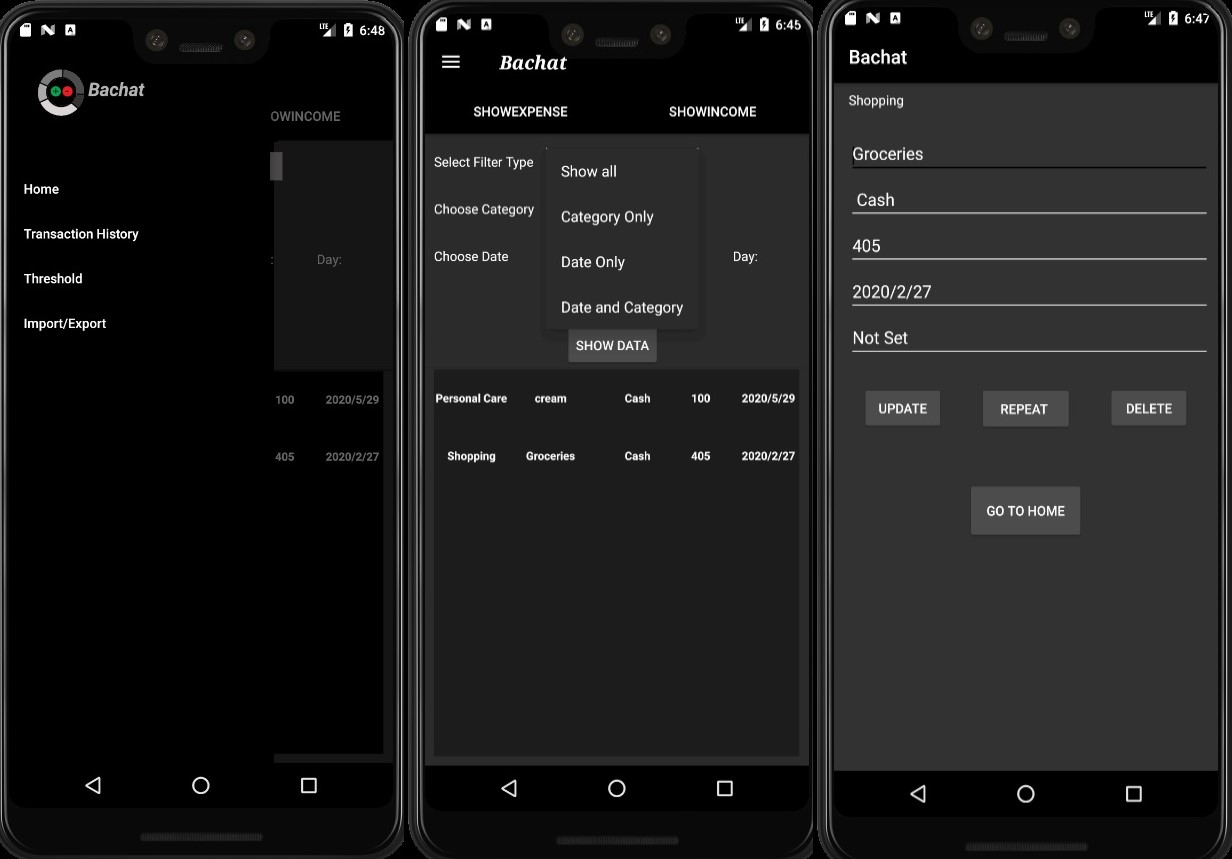 LTE 6:48
Bachat
OWINCOME
Home
Transaction History
Threshold
: Day:
Import/Export
100 2020/5/29
405 2020/2/27
LTE 6:45
Bachat
SHOWEXPENSE SHOWINCOME
Select Filter Type
Show all
Choose Category
Category Only
Choose Date
Date Only
Day:
Date and Category
SHOW DATA
Personal Care cream Cash 100 2020/5/29
Shopping Groceries Cash 405 2020/2/27
LTE 6:47
Bachat
Shopping
Groceries
Cash
405
2020/2/27
Not Set
UPDATE REPEAT DELETE
GO TO HOME